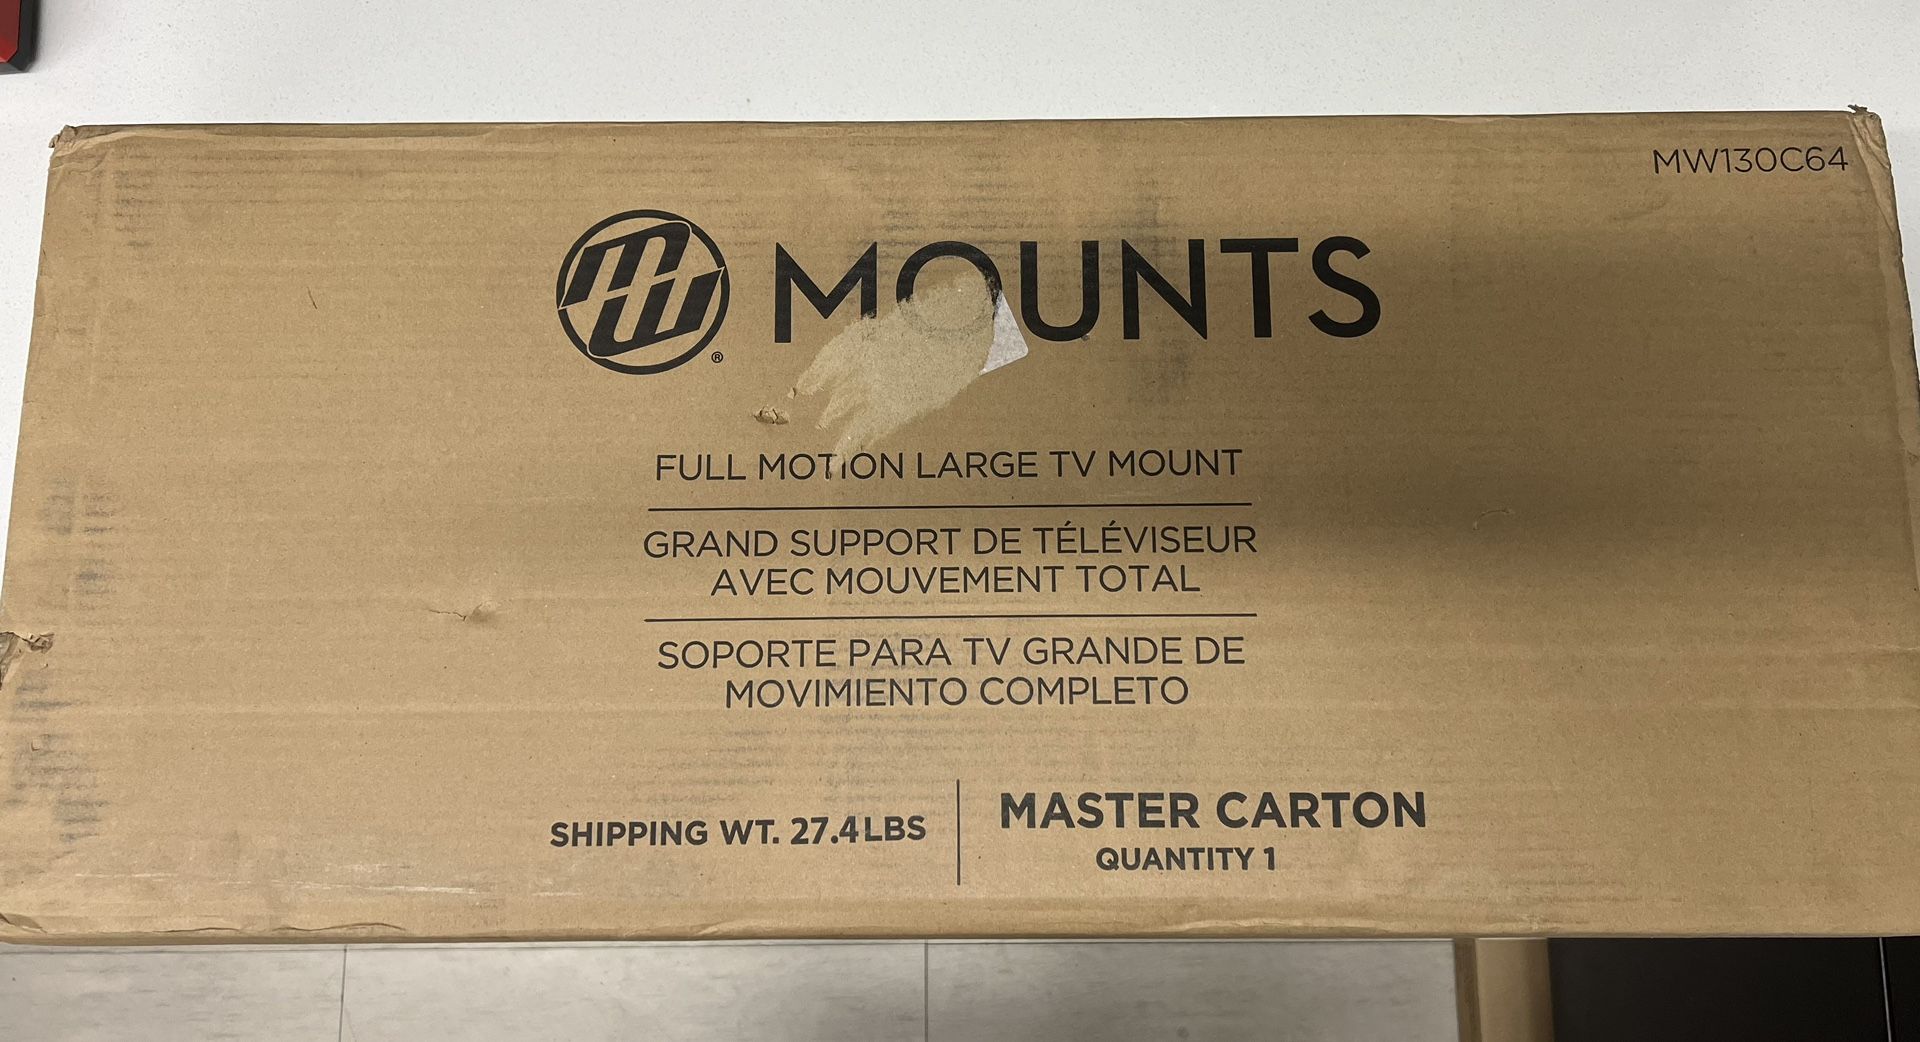 MW130C64
MW ® MOUNTS
FULL MOTION LARGE TV MOUNT
GRAND SUPPORT DE TÉLÉVISEUR
AVEC MOUVEMENT TOTAL
SOPORTE PARA TV GRANDE DE
MOVIMIENTO COMPLETO
SHIPPING WT. 27.4LBS
MASTER CARTON
QUANTITY 1